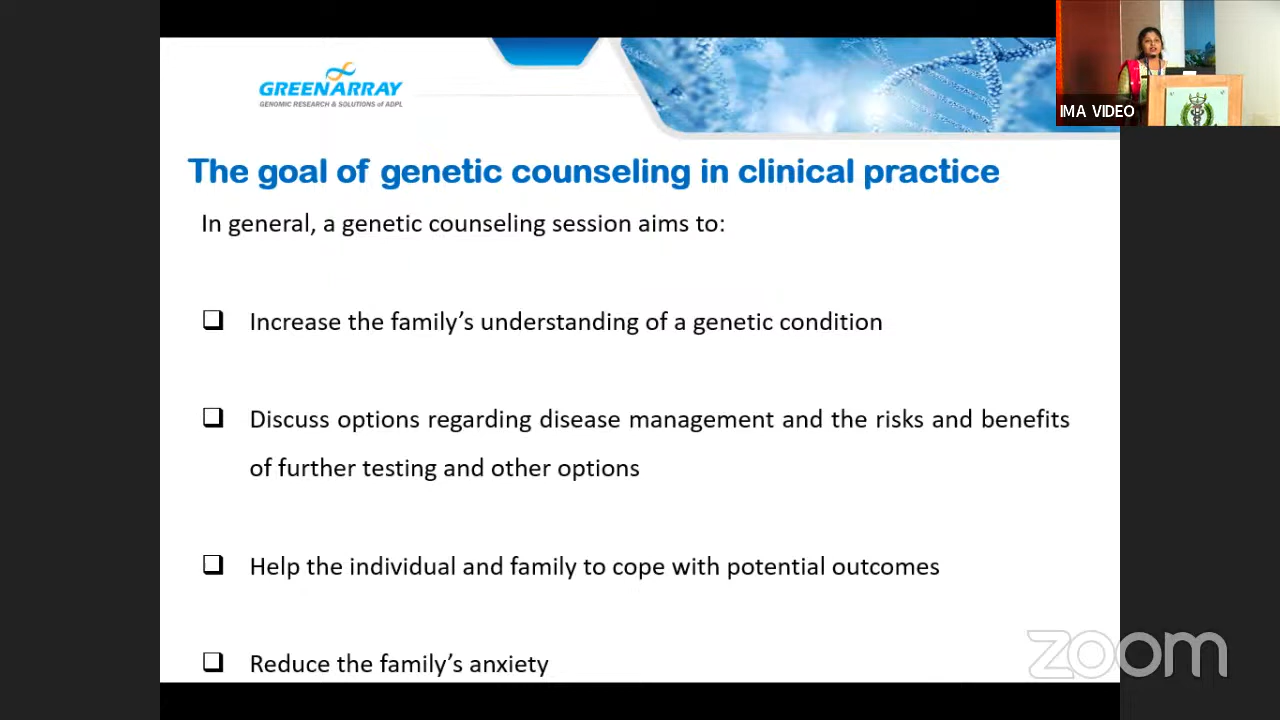 GREENARRAY
GENOMIC RESEARCH & SOLUTIONS of ADPL
IMA VIDEO
The goal of genetic counseling in clinical practice
In general, a genetic counseling session aims to:
❑ Increase the family’s understanding of a genetic condition
❑ Discuss options regarding disease management and the risks and benefits
of further testing and other options
❑ Help the individual and family to cope with potential outcomes
❑ Reduce the family’s anxiety
zoom